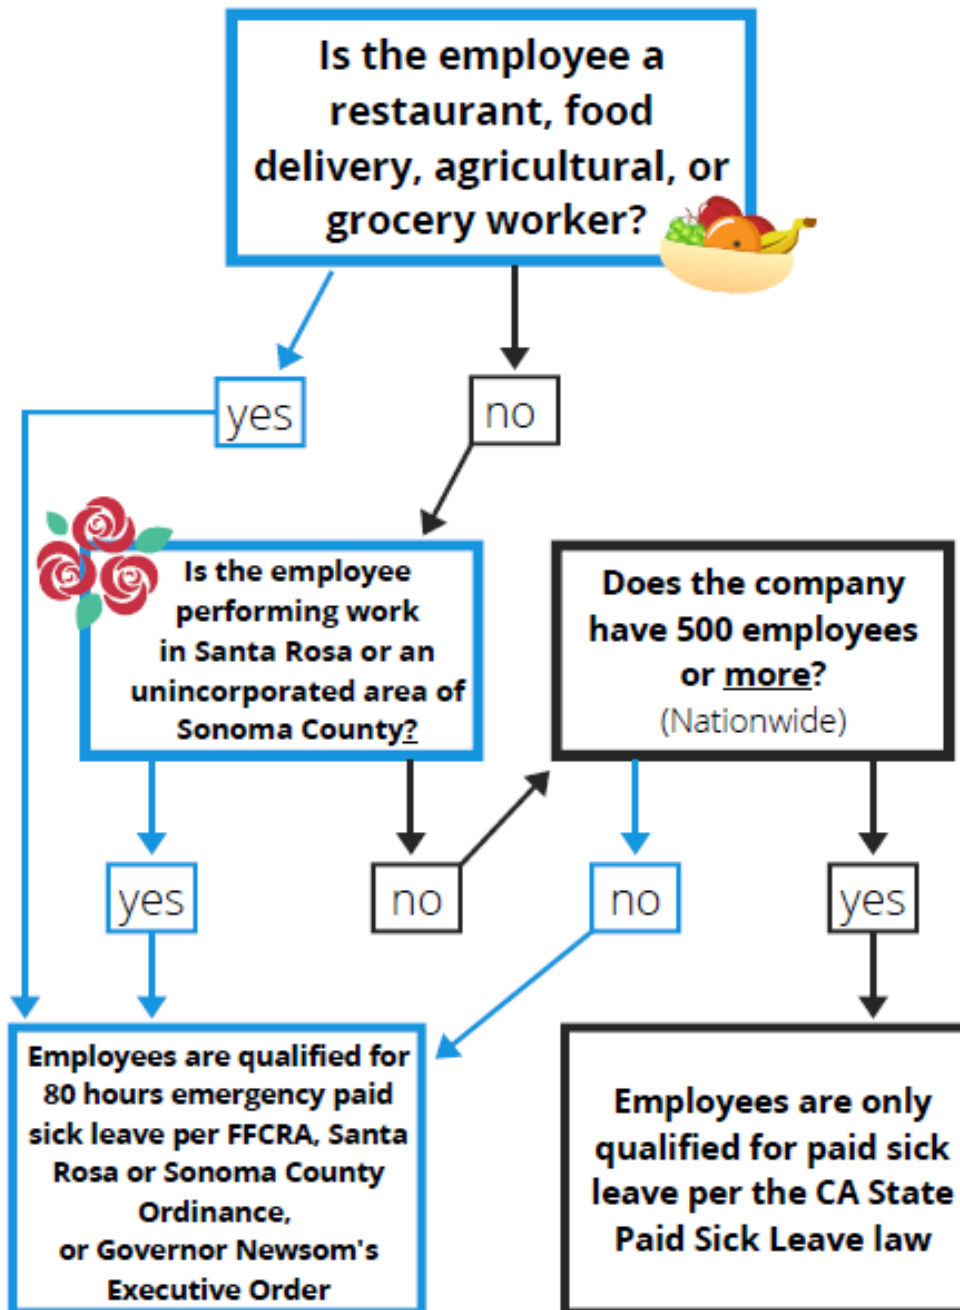 Is the employee a
restaurant, food
delivery, agricultural, or
grocery worker?
yes
no
Is the employee
performing work
in Santa Rosa or an
unincorporated area of
Sonoma County?
Does the company
have 500 employees
or more?
(Nationwide)
yes
no
no
yes
Employees are qualified for
80 hours emergency paid
sick leave per FFCRA, Santa
Rosa or Sonoma County
Ordinance,
or Governor Newsom's
Executive Order
Employees are only
qualified for paid sick
leave per the CA State
Paid Sick Leave law